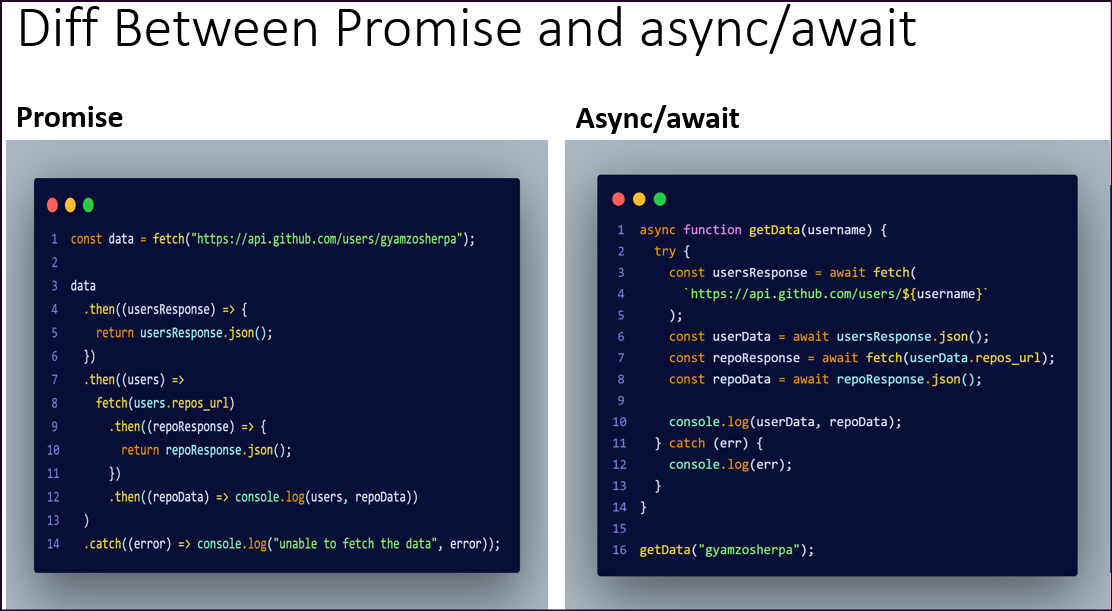 Diff Between Promise and async/await
Promise
1 const data = fetch("https://api.github.com/users/gyamzosherpa");
2
3 data
4 .then((usersResponse) => {
5 return usersResponse.json();
6 })
7 .then((users) =>
8 fetch(users.repos_url)
9 .then((repoResponse) => {
10 return repoResponse.json();
11 })
12 .then((repoData) => console.log(users, repoData))
13 )
14 .catch((error) => console.log("unable to fetch the data", error));
Async/await
1 async function getData(username) {
2 try {
3 const usersResponse = await fetch(
4 `https://api.github.com/users/${username}`
5 );
6 const userData = await usersResponse.json();
7 const repoResponse = await fetch(userData.repos_url);
8 const repoData = await repoResponse.json();
9
10 console.log(userData, repoData);
11 } catch (err) {
12 console.log(err);
13 }
14 }
15
16 getData("gyamzosherpa");